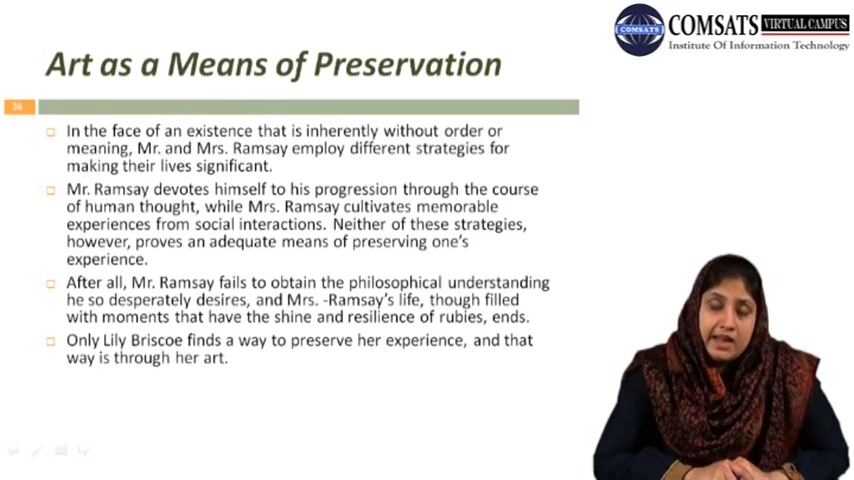 COMSATS
COMSATS VIRTUAL CAMPUS
Institute Of Information Technology
Art as a Means of Preservation
36
In the face of an existence that is inherently without order or
meaning, Mr. and Mrs. Ramsay employ different strategies for
making their lives significant.
Mr. Ramsay devotes himself to his progression through the course
of human thought, while Mrs. Ramsay cultivates memorable
experiences from social interactions. Neither of these strategies,
however, proves an adequate means of preserving one's
experience.
After all, Mr. Ramsay fails to obtain the philosophical understanding
he so desperately desires, and Mrs. -Ramsay's life, though filled
with moments that have the shine and resilience of rubies, ends.
Only Lily Briscoe finds a way to preserve her experience, and that
way is through her art.